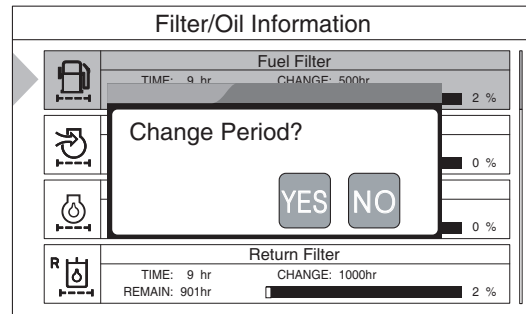 Filter/Oil Information
Fuel Filter
TIME: 9 hr CHANGE: 500hr
2 %
Change Period?
0 %
YES NO
0 %
Return Filter
R
TIME: 9 hr CHANGE: 1000hr
REMAIN: 901hr 2 %